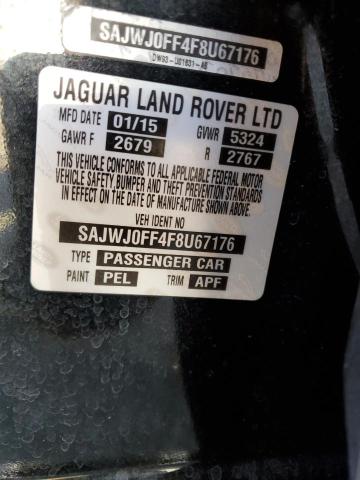 SAJWJ0FF4F8U67176
DW93-U01631-AB
JAGUAR LAND ROVER LTD
MFD DATE 01/15 GVWR 5324
GAWR F 2679 R 2767
THIS VEHICLE CONFORMS TO ALL APPLICABLE FEDERAL MOTOR
VEHICLE SAFETY, BUMPER AND THEFT PREVENTION STANDARDS
IN EFFECT ON THE DATE OF MANUFACTURE SHOWN ABOVE.
VEH IDENT NO
SAJWJ0FF4F8U67176
TYPE PASSENGER CAR
PAINT PEL TRIM APF